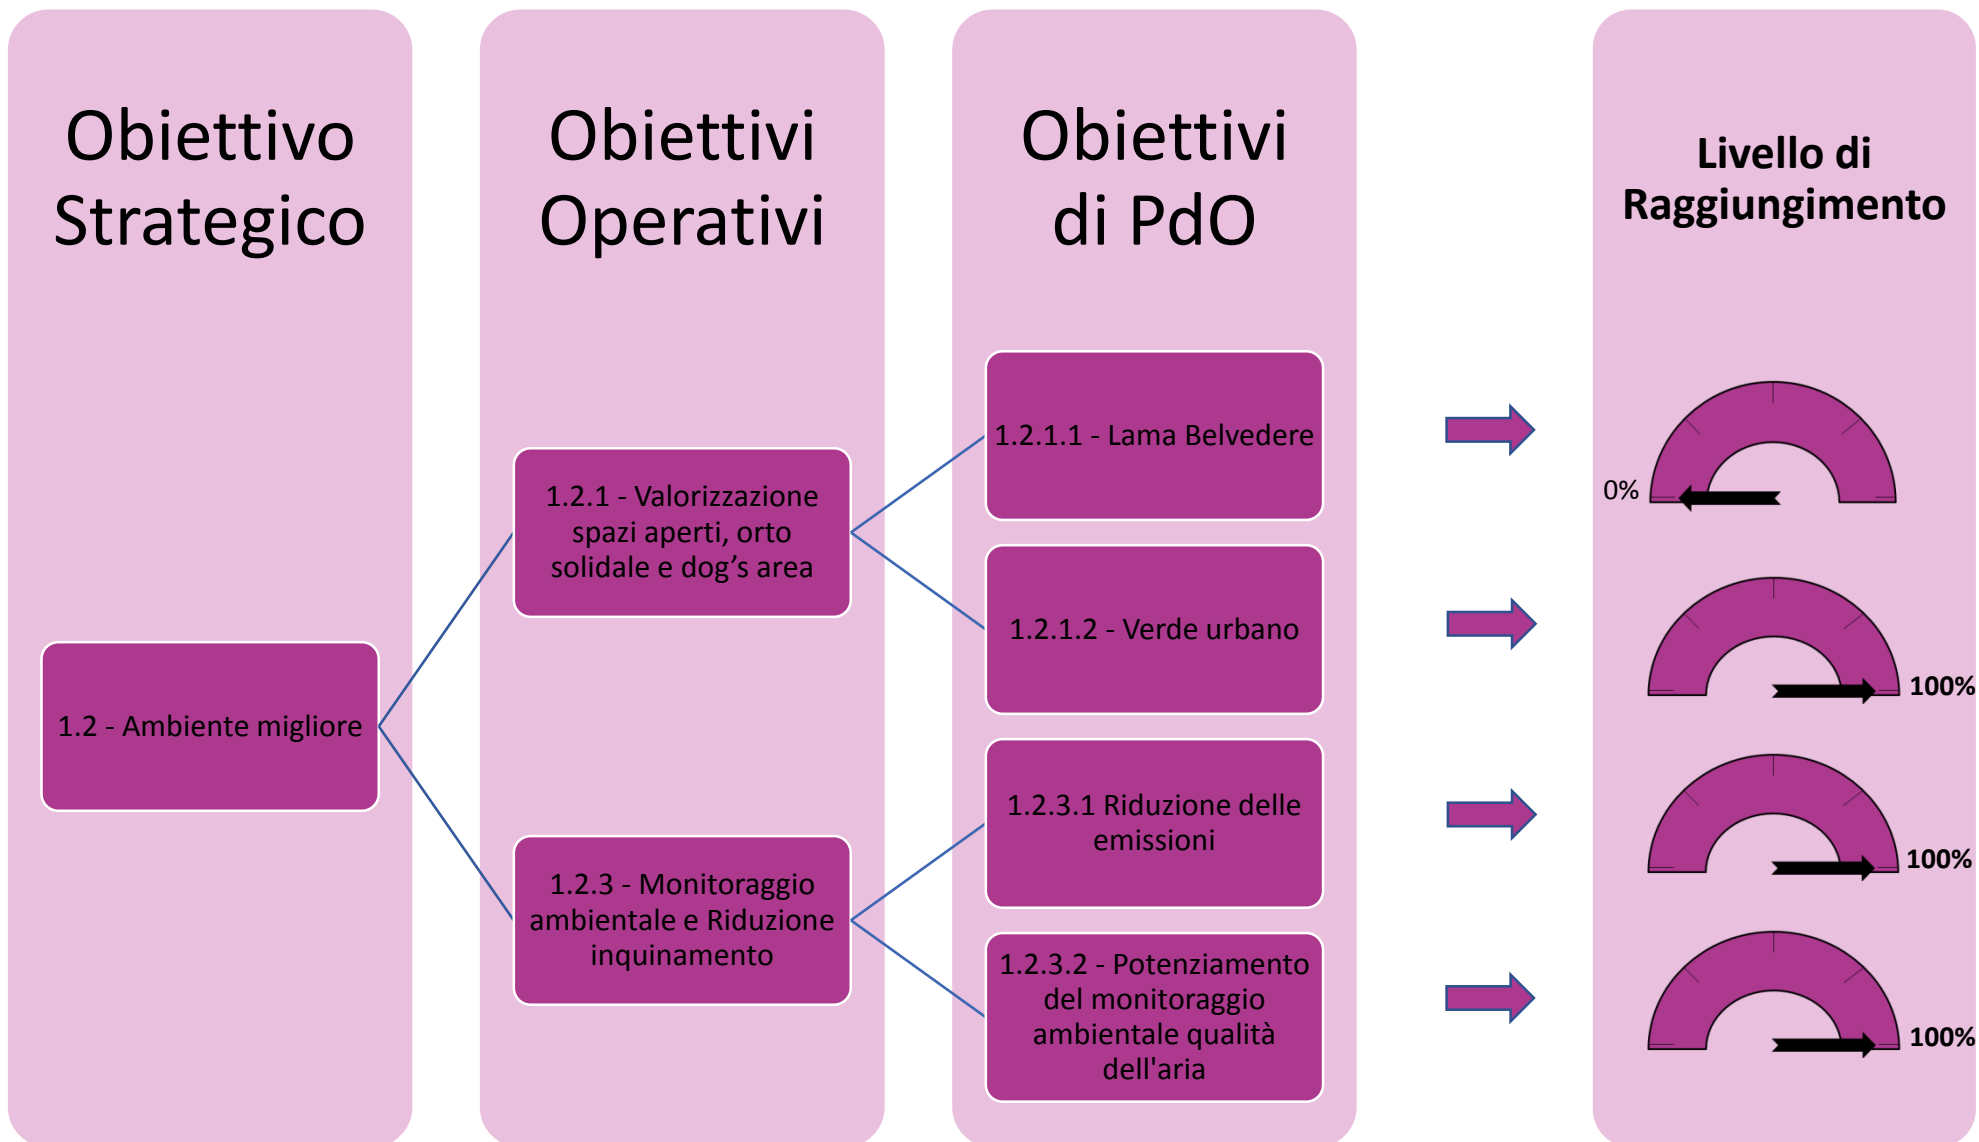 Obiettivo
Strategico
Obiettivi
Operativi
Obiettivi
di PdO
Livello di
Raggiungimento
1.2 - Ambiente migliore
1.2.1 - Valorizzazione
spazi aperti, orto
solidale e dog’s area
1.2.3 - Monitoraggio
ambientale e Riduzione
inquinamento
1.2.1.1 - Lama Belvedere
1.2.1.2 - Verde urbano
1.2.3.1 Riduzione delle
emissioni
1.2.3.2 - Potenziamento
del monitoraggio
ambientale qualità
dell'aria
0%
100%
100%
100%